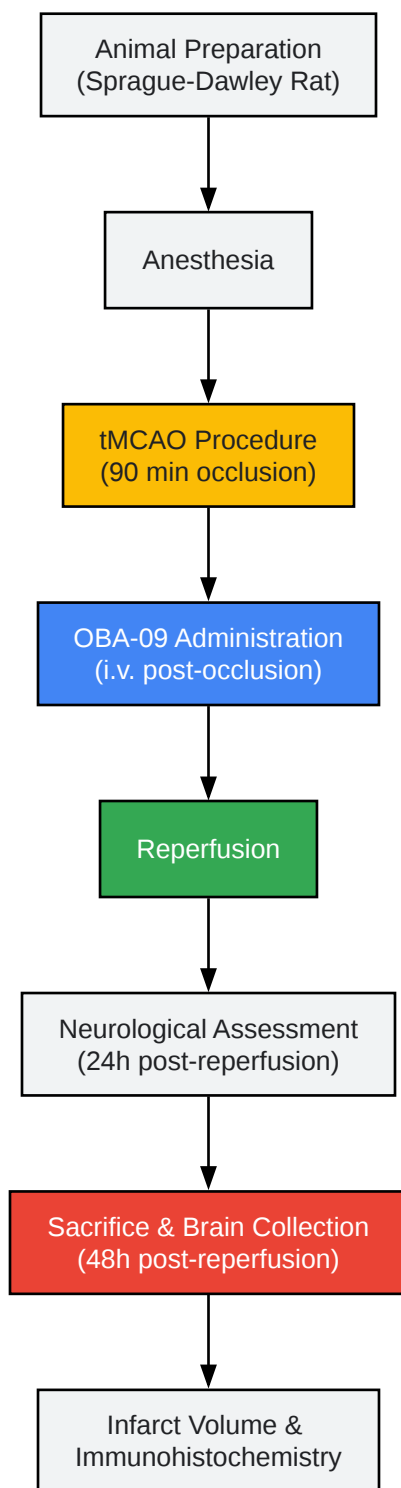 Animal Preparation
(Sprague-Dawley Rat)
Anesthesia
tMCAO Procedure
(90 min occlusion)
OBA-09 Administration
(i.v. post-occlusion)
Reperfusion
Neurological Assessment
(24h post-reperfusion)
Sacrifice & Brain Collection
(48h post-reperfusion)
Infarct Volume &
Immunohistochemistry